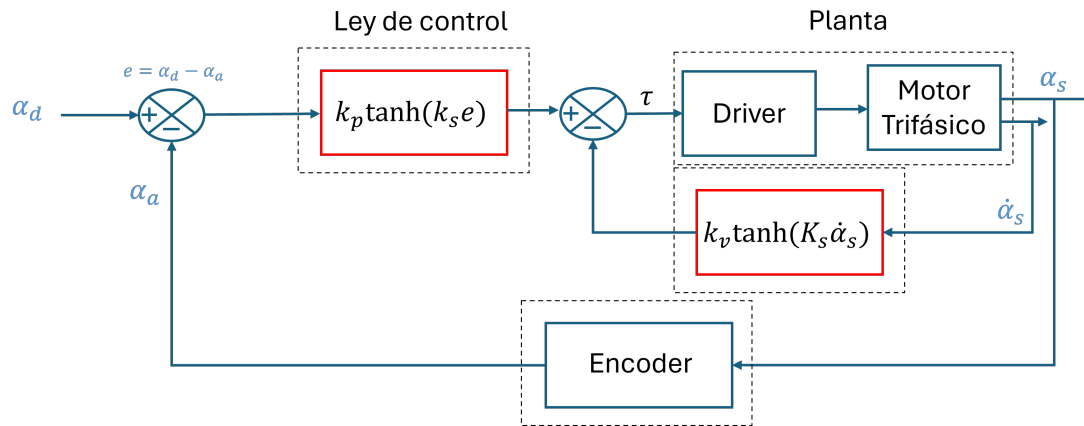 Ley de control
Planta
e = α_d − α_a
α_d
+
−
k_p tanh(k_s e)
+
−
τ
Driver
Motor
Trifásico
α_s
α_a
k_v tanh(K_s α̇_s)
α̇_s
Encoder